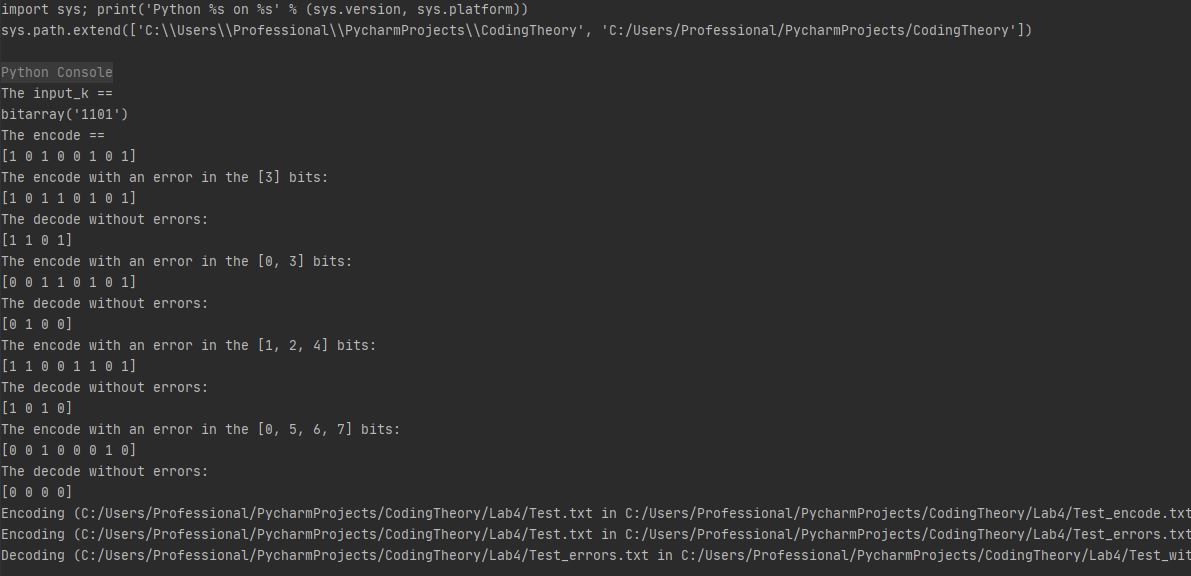 import sys; print('Python %s on %s' % (sys.version, sys.platform))
sys.path.extend(['C:\\Users\\Professional\\PycharmProjects\\CodingTheory', 'C:/Users/Professional/PycharmProjects/CodingTheory'])
Python Console
The input_k ==
bitarray('1101')
The encode ==
[1 0 1 0 0 1 0 1]
The encode with an error in the [3] bits:
[1 0 1 1 0 1 0 1]
The decode without errors:
[1 1 0 1]
The encode with an error in the [0, 3] bits:
[0 0 1 1 0 1 0 1]
The decode without errors:
[0 1 0 0]
The encode with an error in the [1, 2, 4] bits:
[1 1 0 0 1 1 0 1]
The decode without errors:
[1 0 1 0]
The encode with an error in the [0, 5, 6, 7] bits:
[0 0 1 0 0 0 1 0]
The decode without errors:
[0 0 0 0]
Encoding (C:/Users/Professional/PycharmProjects/CodingTheory/Lab4/Test.txt in C:/Users/Professional/PycharmProjects/CodingTheory/Lab4/Test_encode.txt
Encoding (C:/Users/Professional/PycharmProjects/CodingTheory/Lab4/Test.txt in C:/Users/Professional/PycharmProjects/CodingTheory/Lab4/Test_errors.txt
Decoding (C:/Users/Professional/PycharmProjects/CodingTheory/Lab4/Test_errors.txt in C:/Users/Professional/PycharmProjects/CodingTheory/Lab4/Test_wit